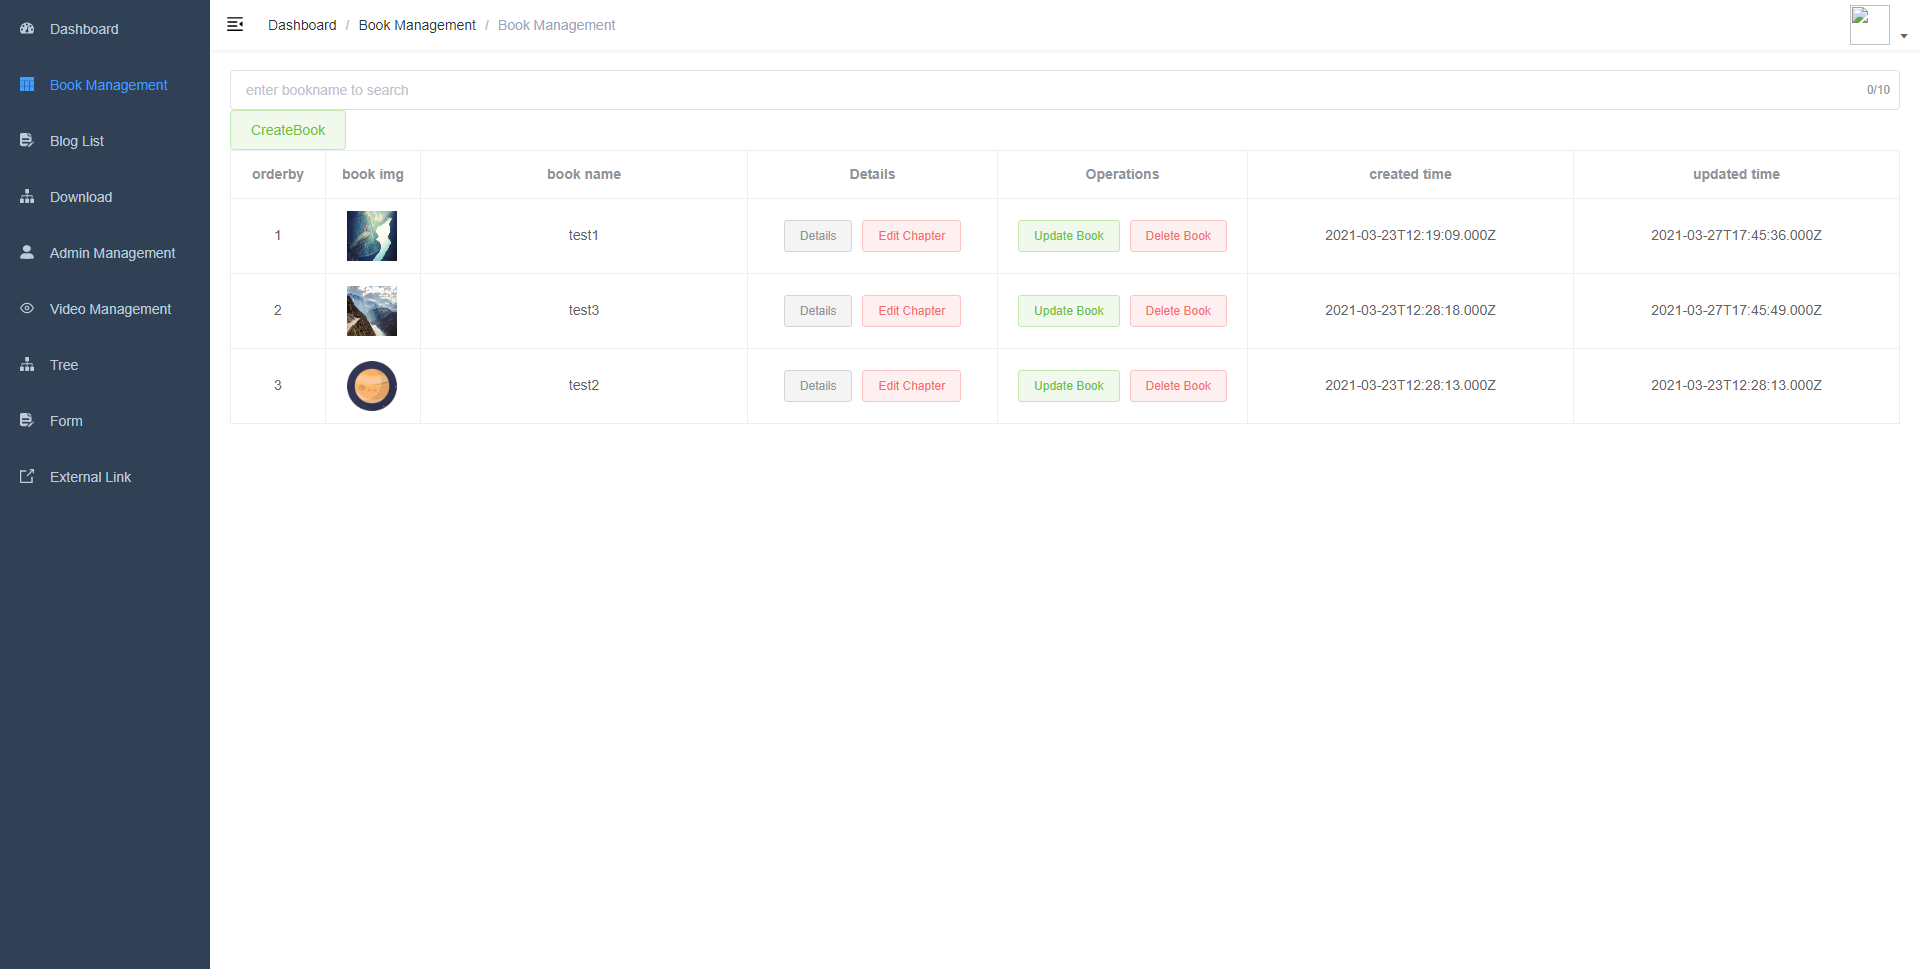 Dashboard
Book Management
Blog List
Download
Admin Management
Video Management
Tree
Form
External Link
Dashboard / Book Management / Book Management
enter bookname to search 0/10
CreateBook
orderby book img book name Details Operations created time updated time
1 test1 Details Edit Chapter Update Book Delete Book 2021-03-23T12:19:09.000Z 2021-03-27T17:45:36.000Z
2 test3 Details Edit Chapter Update Book Delete Book 2021-03-23T12:28:18.000Z 2021-03-27T17:45:49.000Z
3 test2 Details Edit Chapter Update Book Delete Book 2021-03-23T12:28:13.000Z 2021-03-23T12:28:13.000Z